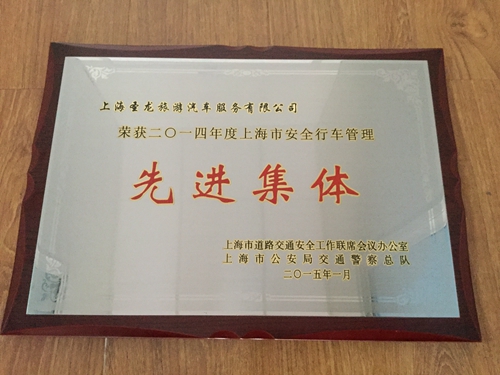 上海圣龙旅游汽车服务有限公司
荣获二〇一四年度上海市安全行车管理
先进集体
上海市道路交通安全工作联席会议办公室
上海市公安局交通警察总队
二〇一五年一月